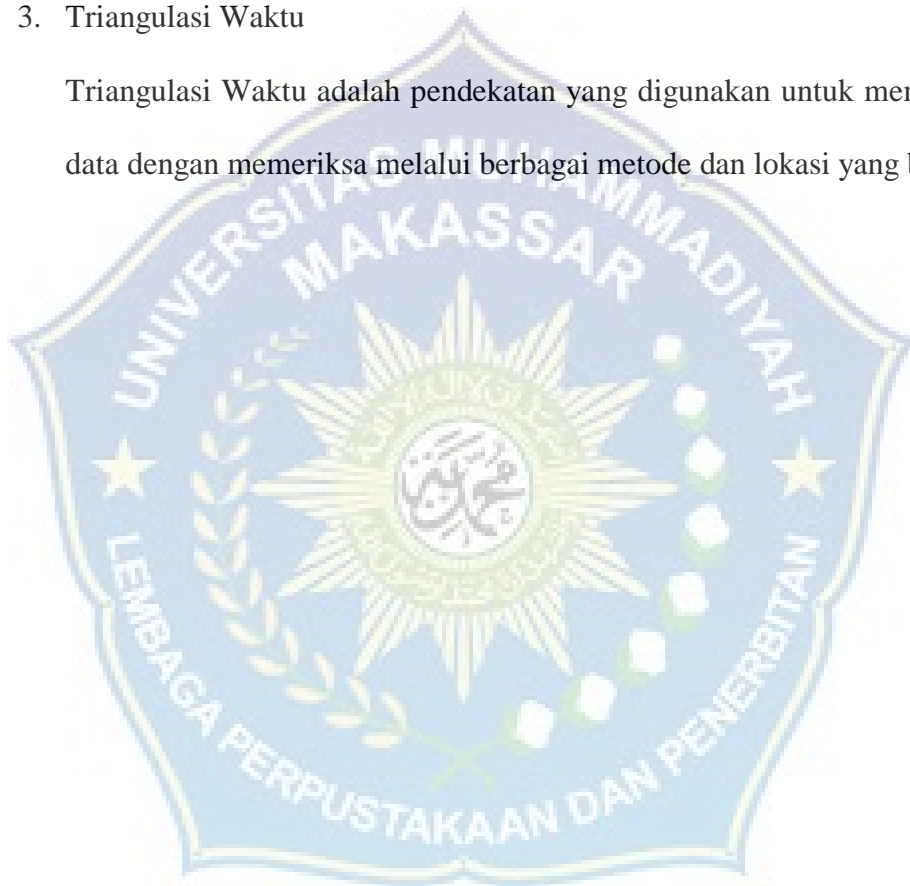 3. Triangulasi Waktu
Triangulasi Waktu adalah pendekatan yang digunakan untuk
data dengan memeriksa melalui berbagai metode dan lokasi yang
UNIVERSITAS MUHAMMADIYAH
MAKASSAR
LEMBAGA PERPUSTAKAAN DAN PENERBITAN